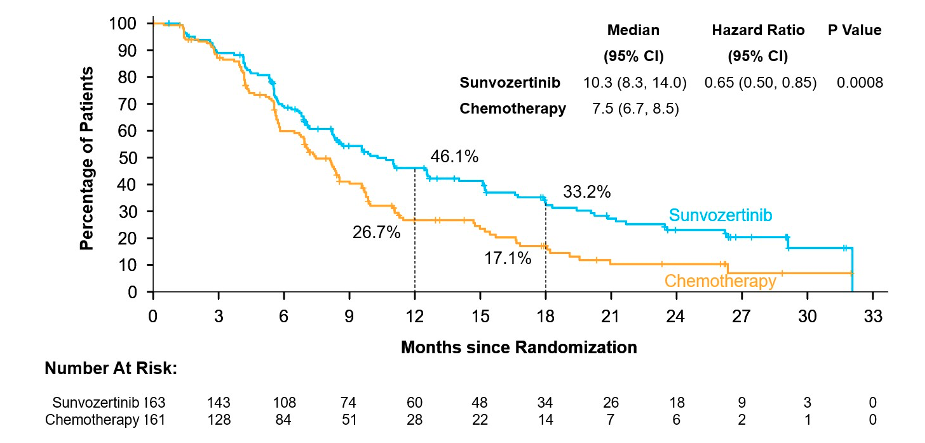 Median Hazard Ratio P Value
(95% CI) (95% CI)
Sunvozertinib 10.3 (8.3, 14.0) 0.65 (0.50, 0.85) 0.0008
Chemotherapy 7.5 (6.7, 8.5)
Percentage of Patients
100
90
80
70
60
50
40
30
20
10
0
46.1%
33.2%
26.7%
17.1%
Sunvozertinib
Chemotherapy
0 3 6 9 12 15 18 21 24 27 30 33
Months since Randomization
Number At Risk:
Sunvozertinib 163 143 108 74 60 48 34 26 18 9 3 0
Chemotherapy 161 128 84 51 28 22 14 7 6 2 1 0